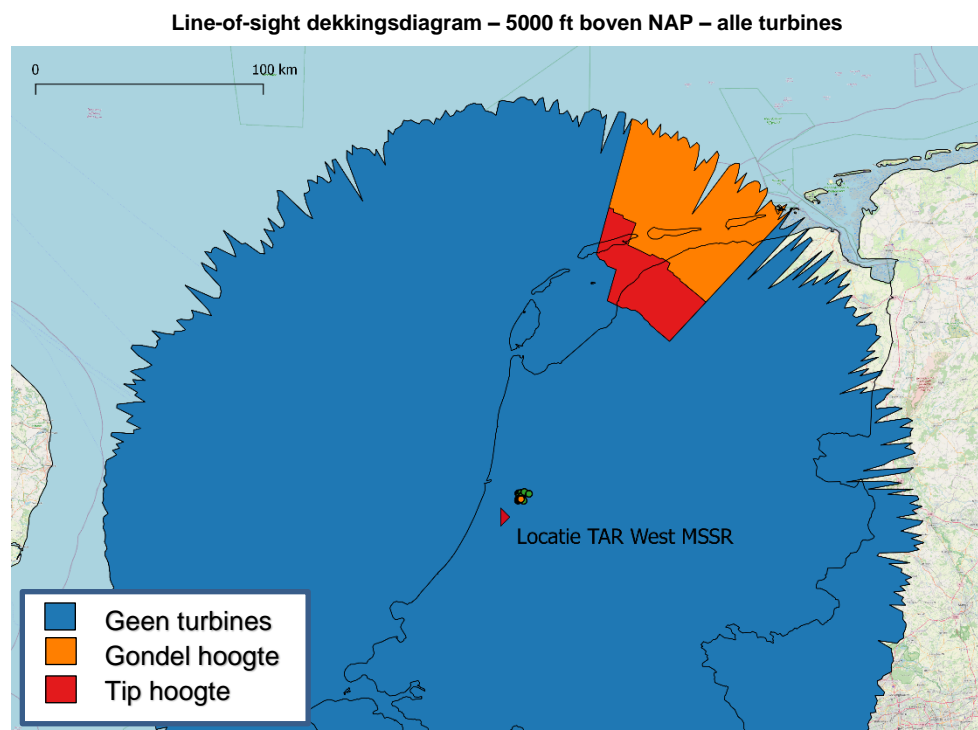 Line-of-sight dekkingsdiagram – 5000 ft boven NAP – alle turbines
0 100 km
Locatie TAR West MSSR
Geen turbines
Gondel hoogte
Tip hoogte